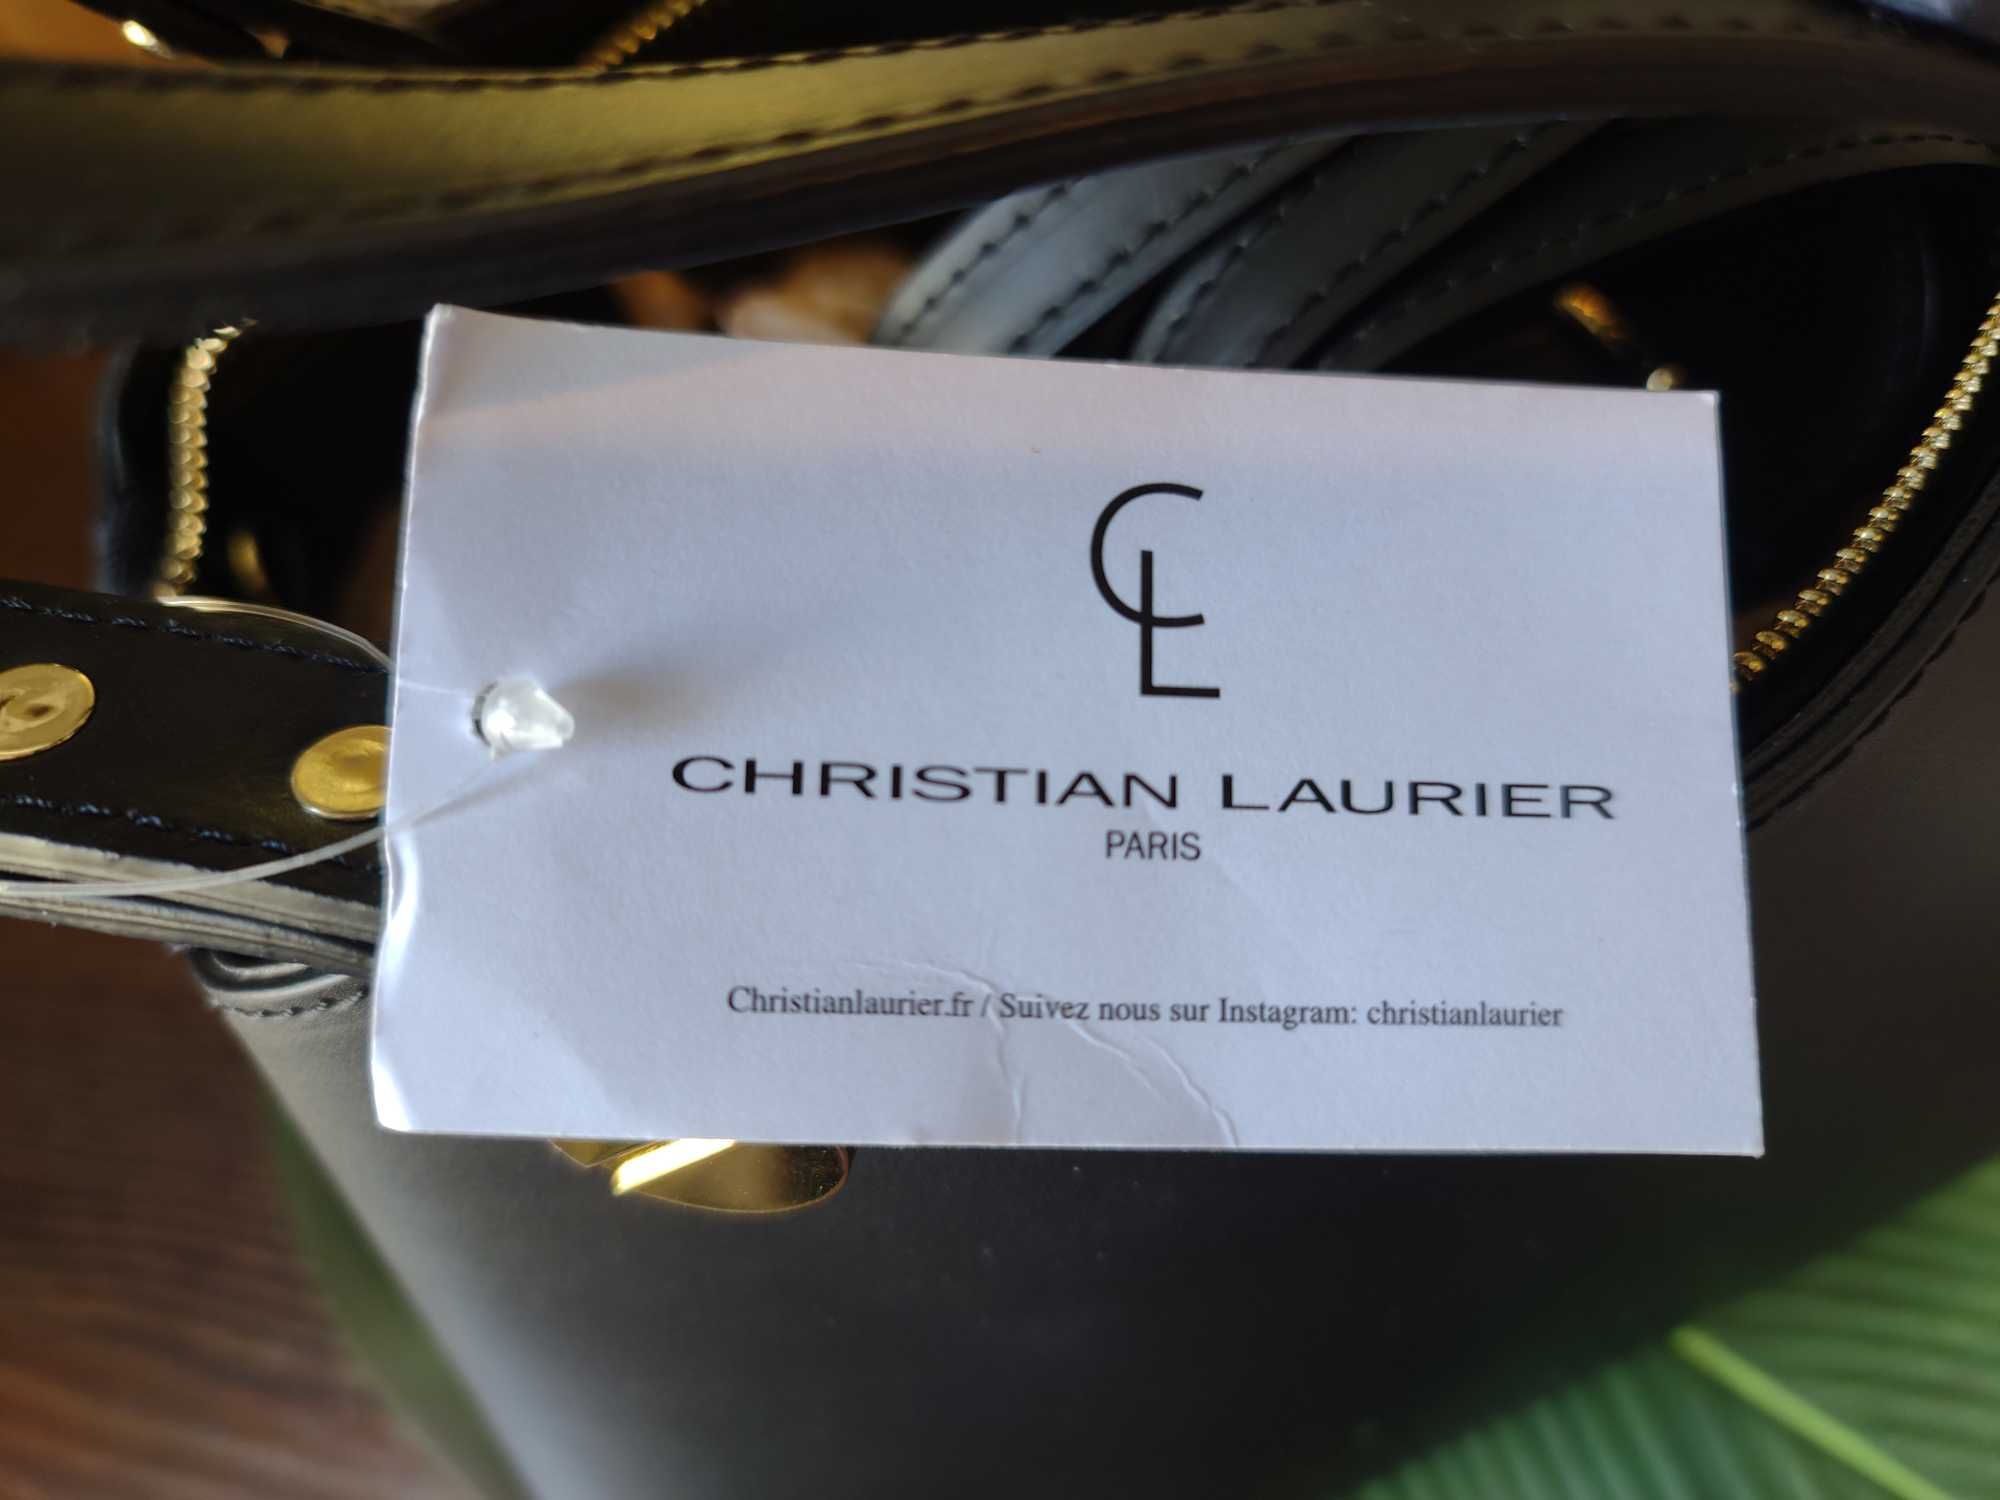 CL
CHRISTIAN LAURIER
PARIS
Christianlaurier.fr / Suivez nous sur Instagram: christianlaurier